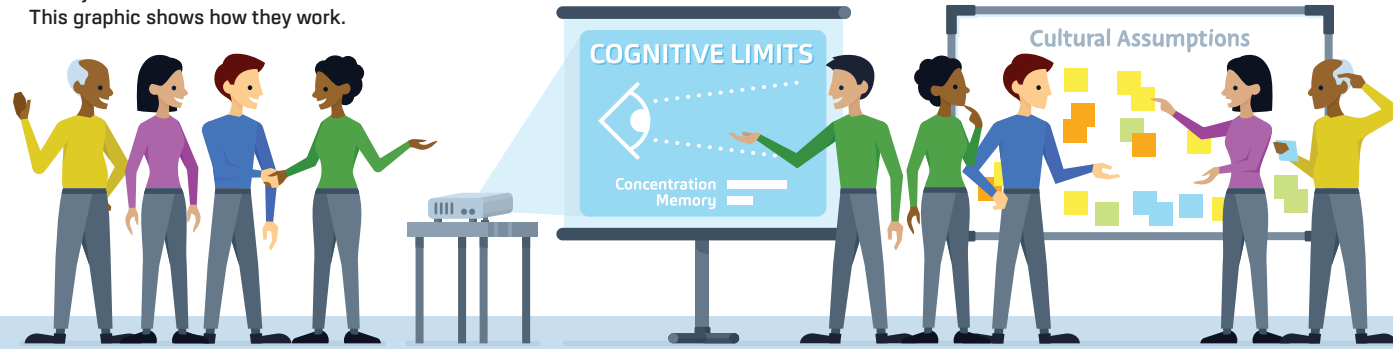 This graphic shows how they work.
COGNITIVE LIMITS
Concentration
Memory
Cultural Assumptions